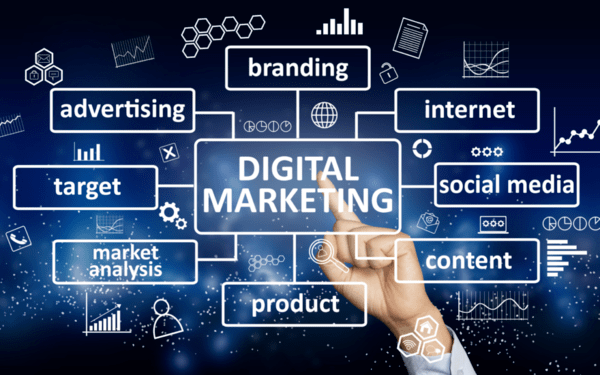 branding
advertising
internet
DIGITAL
MARKETING
target
social media
market
analysis
content
product